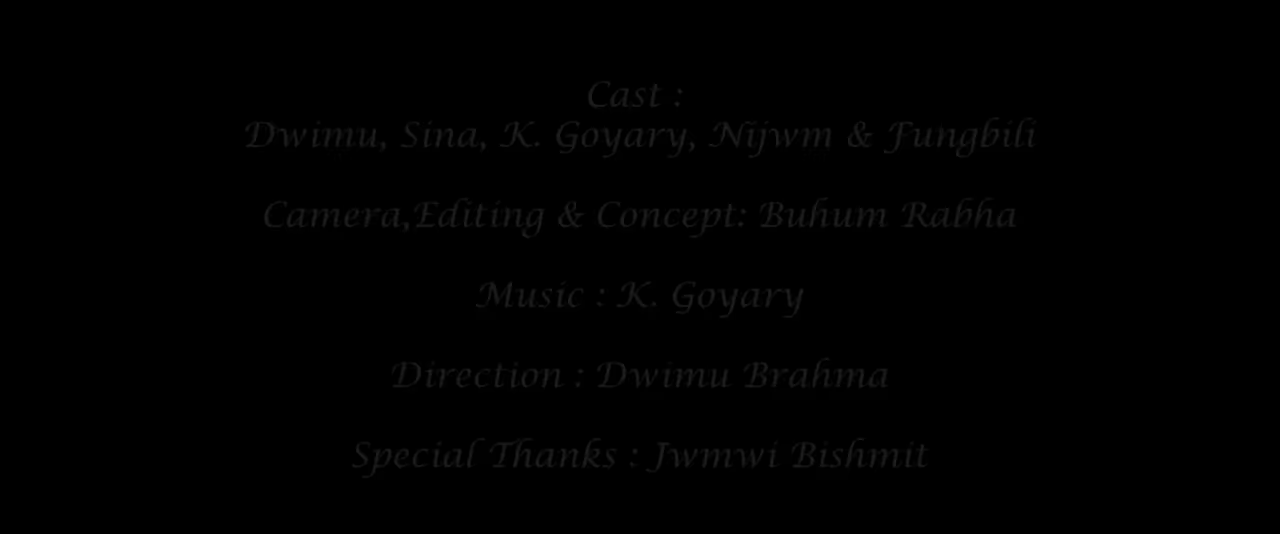 Cast :
Dwimu, Sina, K. Goyary, Nijwm & Fungbili
Camera,Editing & Concept: Buhum Rabha
Music : K. Goyary
Direction : Dwimu Brahma
Special Thanks : Jwmwi Bishmit